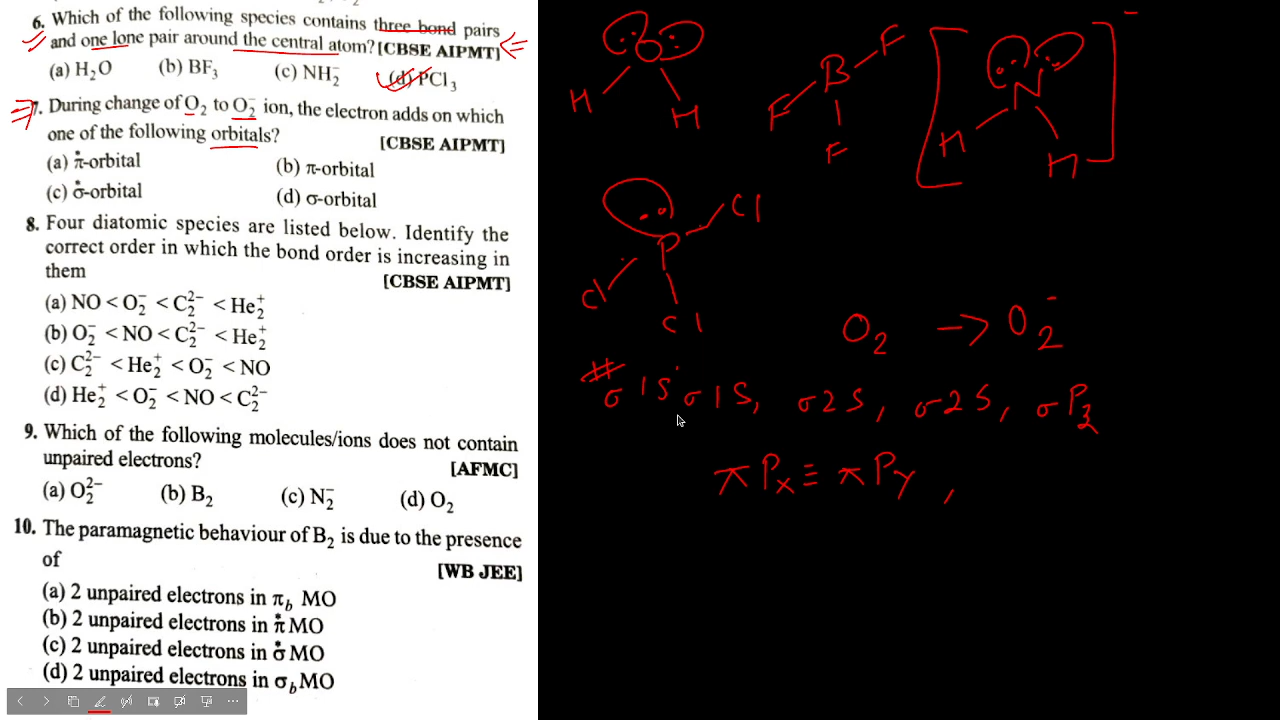 6. Which of the following species contains three bond pairs
and one lone pair around the central atom? [CBSE AIPMT]
(a) H₂O (b) BF₃ (c) NH₂⁻ (d) PCl₃
7. During change of O₂ to O₂⁻ ion, the electron adds on which
one of the following orbitals? [CBSE AIPMT]
(a) π*-orbital (b) π-orbital
(c) σ*-orbital (d) σ-orbital
8. Four diatomic species are listed below. Identify the
correct order in which the bond order is increasing in
them [CBSE AIPMT]
(a) NO < O₂⁻ < C₂²⁻ < He₂⁺
(b) O₂⁻ < NO < C₂²⁻ < He₂⁺
(c) C₂²⁻ < He₂⁺ < O₂⁻ < NO
(d) He₂⁺ < O₂⁻ < NO < C₂²⁻
9. Which of the following molecules/ions does not contain
unpaired electrons? [AFMC]
(a) O₂²⁻ (b) B₂ (c) N₂⁻ (d) O₂
10. The paramagnetic behaviour of B₂ is due to the presence
of [WB JEE]
(a) 2 unpaired electrons in π_b MO
(b) 2 unpaired electrons in π* MO
(c) 2 unpaired electrons in σ* MO
(d) 2 unpaired electrons in σ_b MO
O
H H
B F
F
F
[ N ]⁻
H H
P Cl
Cl
Cl
O₂ → O₂⁻
# σ1S σ1S, σ2S, σ2S, σP_z
πPx ≡ πPy,